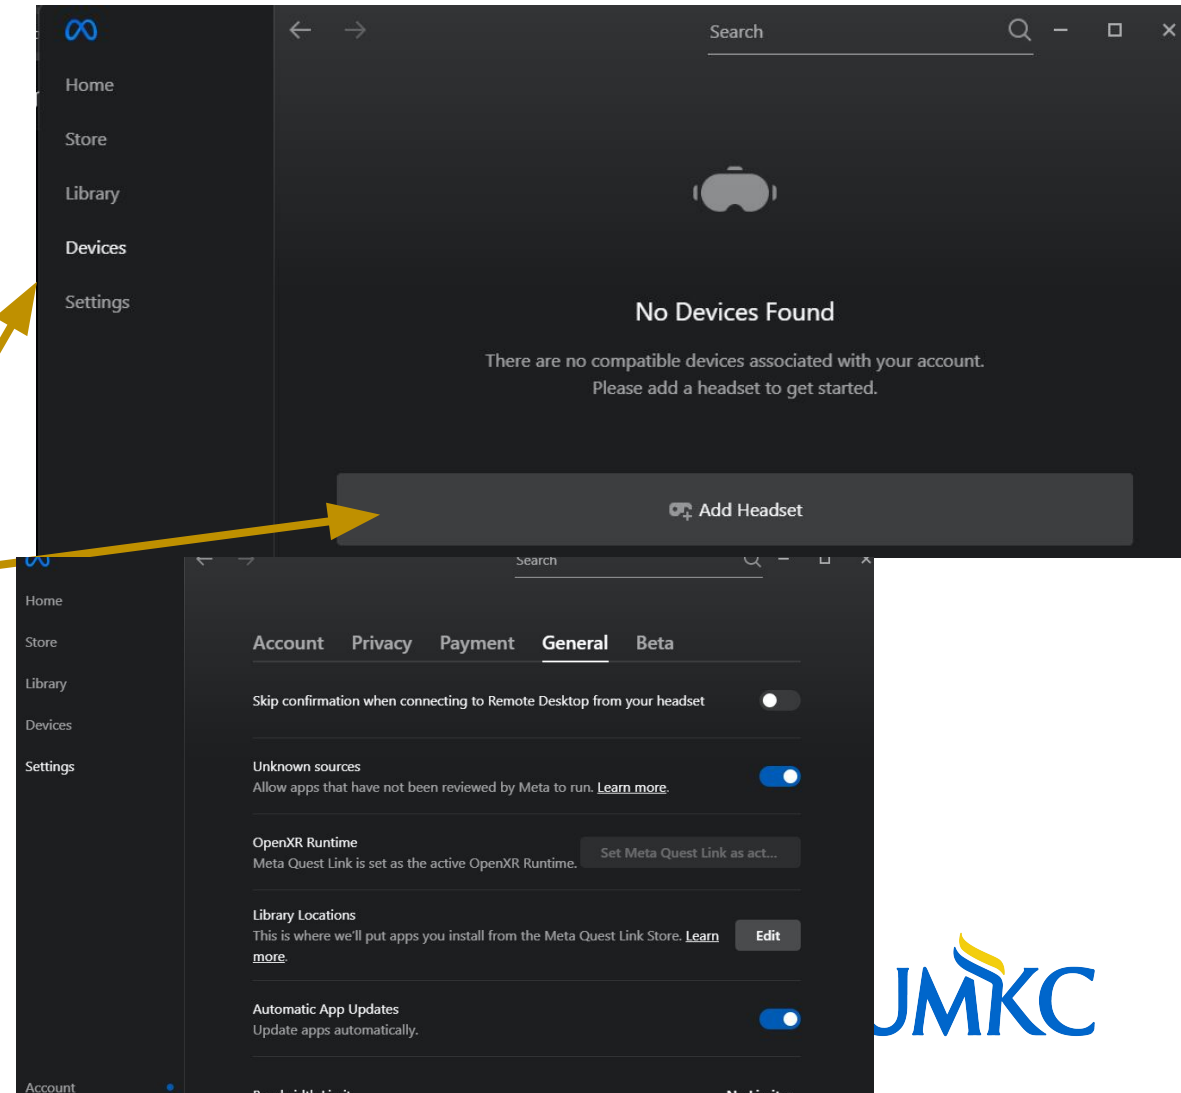 Search
Home
Store
Library
Devices
Settings
No Devices Found
There are no compatible devices associated with your account.
Please add a headset to get started.
Add Headset
Search
Home
Store
Library
Devices
Settings
Account Privacy Payment General Beta
Skip confirmation when connecting to Remote Desktop from your headset
Unknown sources
Allow apps that have not been reviewed by Meta to run. Learn more.
OpenXR Runtime
Meta Quest Link is set as the active OpenXR Runtime.
Set Meta Quest Link as act...
Library Locations
This is where we'll put apps you install from the Meta Quest Link Store. Learn
more.
Edit
Automatic App Updates
Update apps automatically.
Account
UMKC